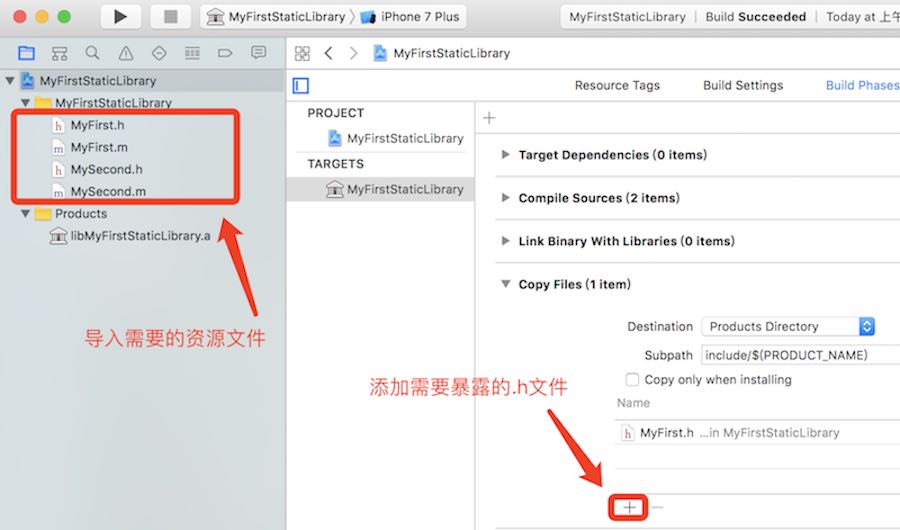 MyFirstStaticLibrary
iPhone 7 Plus
MyFirstStaticLibrary
Build Succeeded
Today at 上午
MyFirstStaticLibrary
MyFirstStaticLibrary
MyFirst.h
MyFirst.m
MySecond.h
MySecond.m
Products
libMyFirstStaticLibrary.a
导入需要的资源文件
MyFirstStaticLibrary
Resource Tags
Build Settings
Build Phases
PROJECT
MyFirstStaticLibrary
TARGETS
MyFirstStaticLibrary
Target Dependencies (0 items)
Compile Sources (2 items)
Link Binary With Libraries (0 items)
Copy Files (1 item)
Destination
Products Directory
Subpath
include/$(PRODUCT_NAME)
Copy only when installing
Name
MyFirst.h ...in MyFirstStaticLibrary
添加需要暴露的.h文件